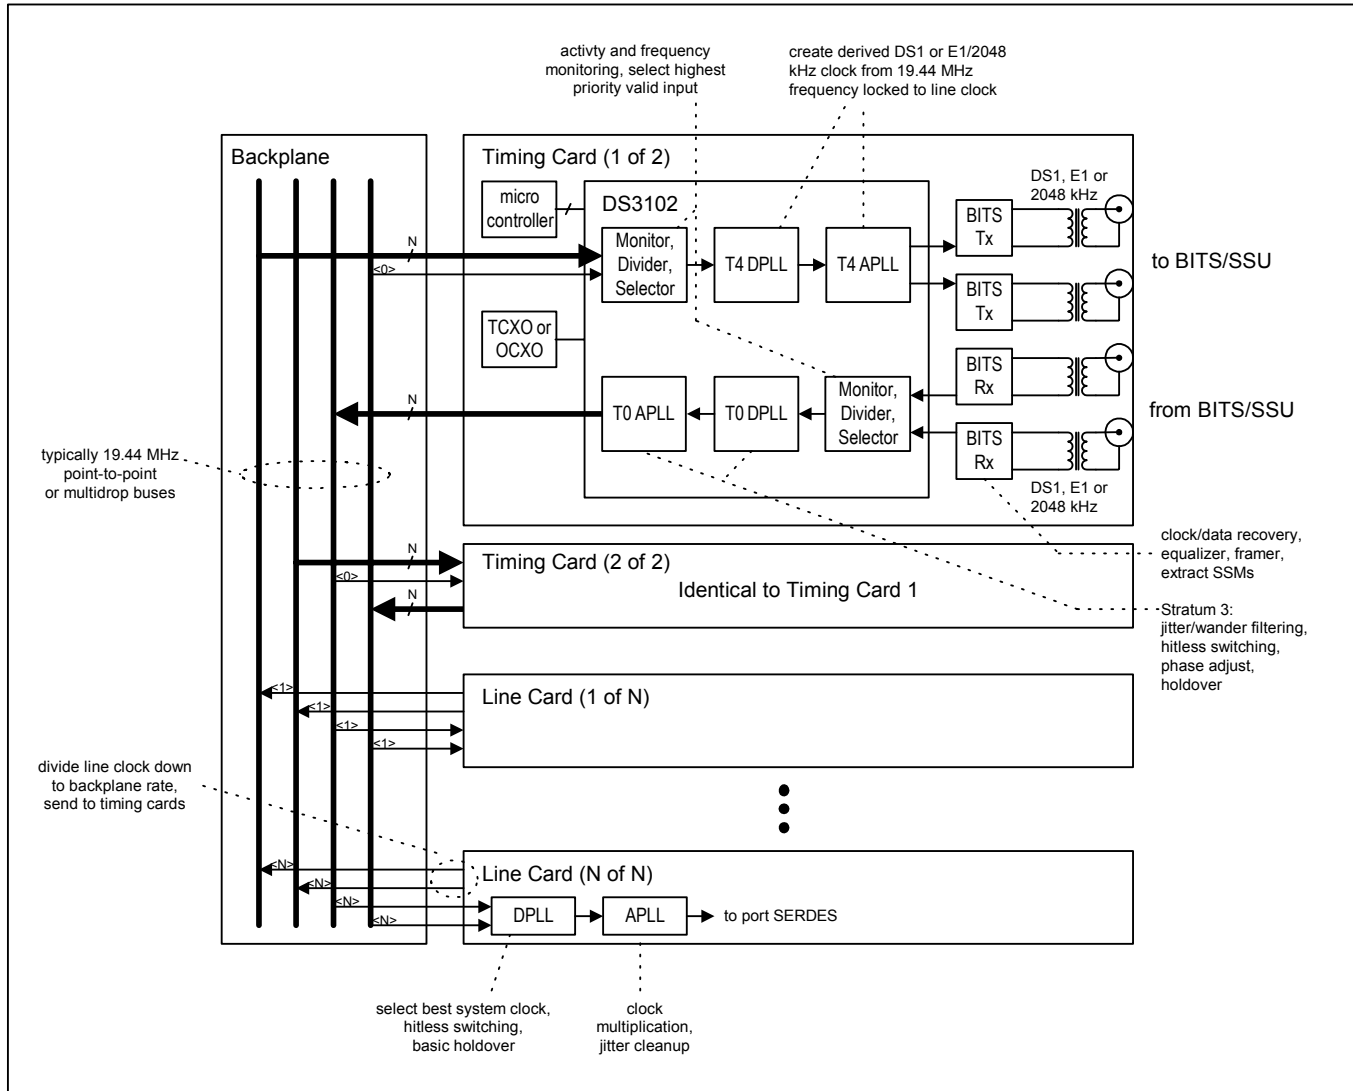 activty and frequency
monitoring, select highest
priority valid input
create derived DS1 or E1/2048
kHz clock from 19.44 MHz
frequency locked to line clock
Backplane
Timing Card (1 of 2)
micro
controller
DS3102
DS1, E1 or
2048 kHz
N
<0>
Monitor,
Divider,
Selector
T4 DPLL
T4 APLL
BITS
Tx
BITS
Tx
to BITS/SSU
TCXO or
OCXO
N
T0 APLL
T0 DPLL
Monitor,
Divider,
Selector
BITS
Rx
BITS
Rx
from BITS/SSU
DS1, E1 or
2048 kHz
typically 19.44 MHz
point-to-point
or multidrop buses
clock/data recovery,
equalizer, framer,
extract SSMs
N
<0>
N
Timing Card (2 of 2)
Identical to Timing Card 1
Stratum 3:
jitter/wander filtering,
hitless switching,
phase adjust,
holdover
<1>
<1>
<1>
<1>
Line Card (1 of N)
divide line clock down
to backplane rate,
send to timing cards
<N>
<N>
<N>
<N>
Line Card (N of N)
DPLL
APLL
to port SERDES
select best system clock,
hitless switching,
basic holdover
clock
multiplication,
jitter cleanup